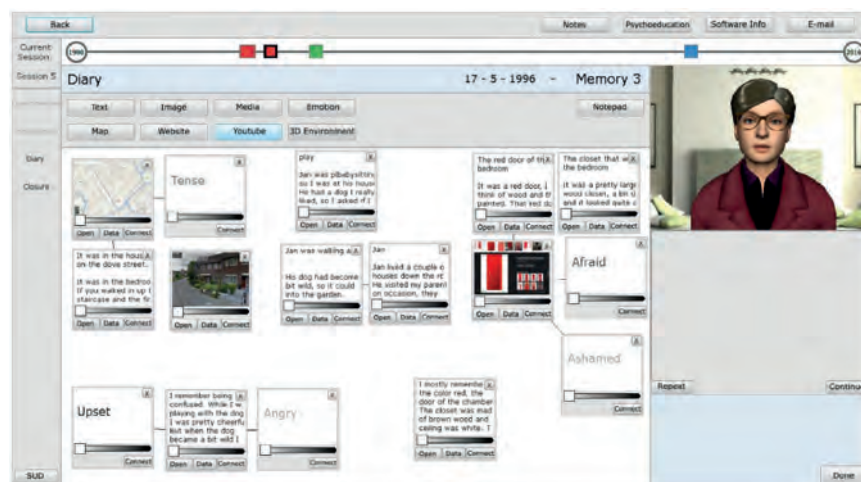 Back
Notes
Psychoeducation
Software Info
E-mail
Current
Session:
1996
2016
Session 5
Diary
17 - 5 - 1996 - Memory 3
Text
Image
Media
Emotion
Notepad
Map
Website
Youtube
3D Environment
Diary
Closure
X
Open Data Connect
Tense
X
Connect
play
X
Jan was
so I was at his hous
He had a dog I really
liked, so I asked if I
Open Data Connect
The red door of th
X
bedroom
It was a red door, i
think of wood and
painted. That red do
Open Data Connect
The closet that w
X
the bedroom
It was a pretty large
wood closet, a bit
and it looked quite
Open Data Connect
It was in the hous
X
on the dove street.
It was in the bedroo
If you walked in up t
staircase and the fir
Open Data Connect
X
Open Data Connect
Jan was walking a
X
His dog had become
bit wild, so it could
into the garden.
Open Data Connect
Jan
X
Jan lived a couple o
houses down the
He visited my parent
on occasion, they
Open Data Connect
X
Open Data Connect
Afraid
X
Connect
Ashamed
X
Connect
Upset
X
Connect
I remember being
X
confused. While I w
playing with the dog
I was pretty cheerfu
But when the dog
became a bit wild I
Open Data Connect
Angry
X
Connect
I mostly remembe
X
the color red, the
door of the chamber
The closet was mad
of brown wood and
ceiling was white. T
Open Data Connect
Repeat
Continue
SUD
Done